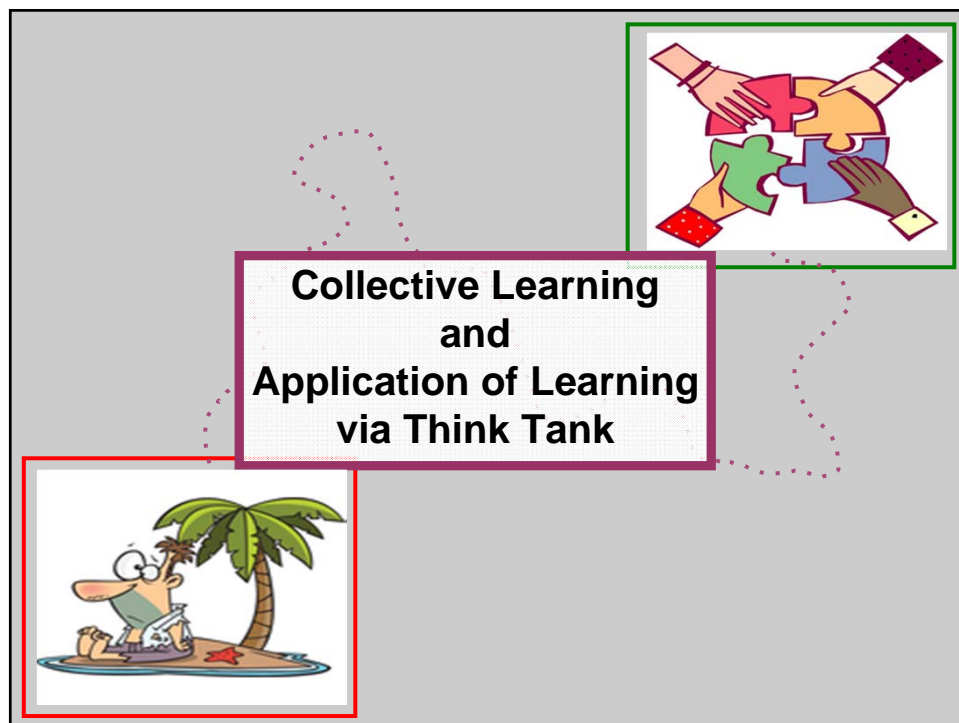 Collective Learning
and
Application of Learning
via Think Tank